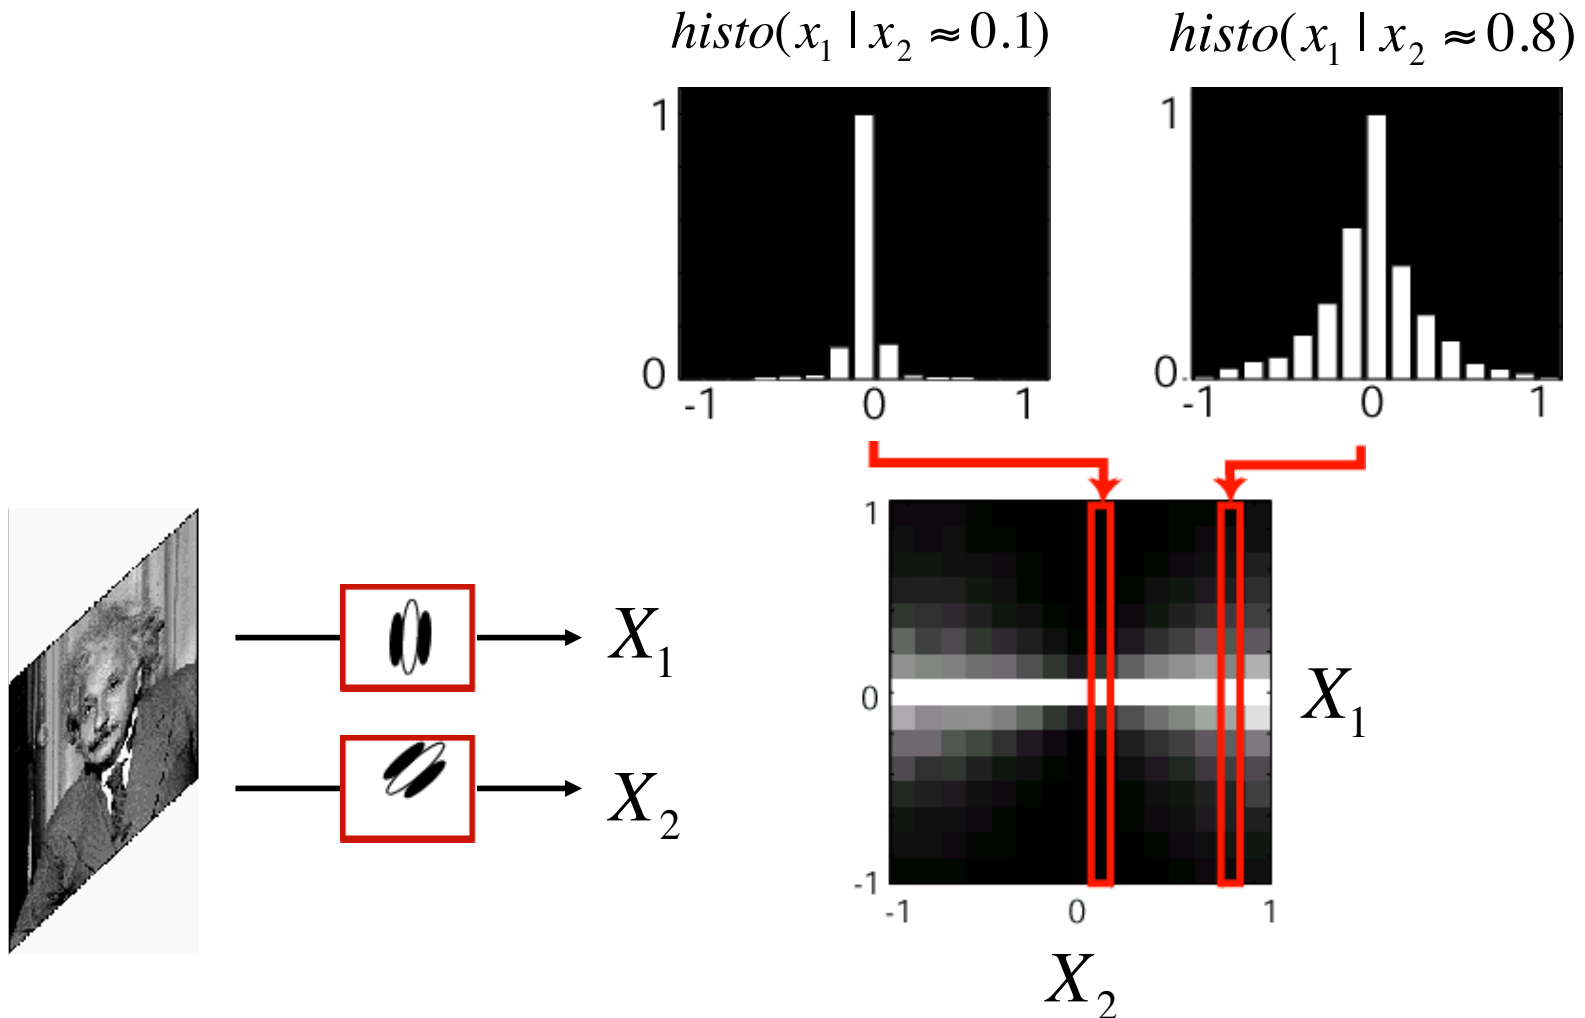 histo(x₁ | x₂ ≈ 0.1)
histo(x₁ | x₂ ≈ 0.8)
1
0
-1 0 1
1
0
-1 0 1
X₁
X₂
1
0
-1
-1 0 1
X₁
X₂